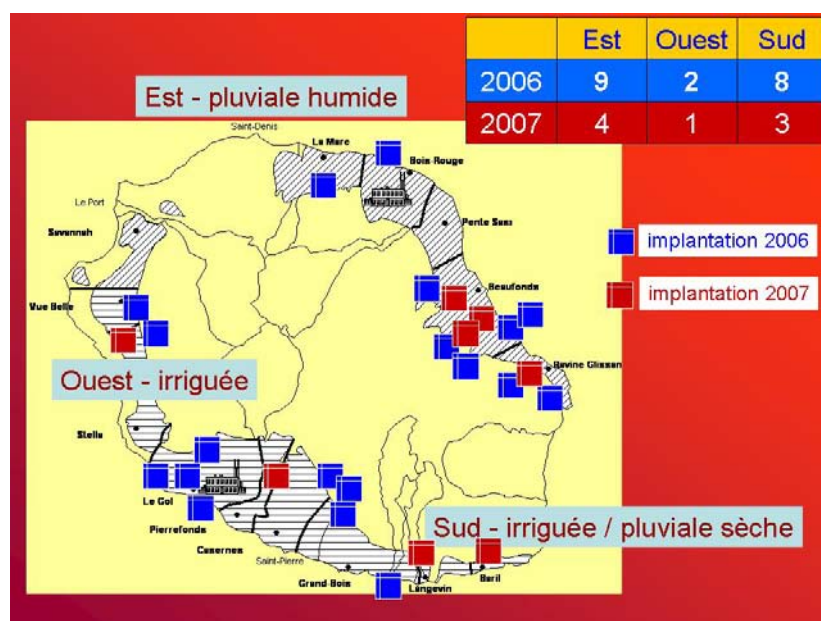 Est Ouest Sud
2006 9 2 8
2007 4 1 3
Est - pluviale humide
Saint-Denis
La Mare
Bois-Rouge
Le Port
Savannah
Pente Sass
implantation 2006
Beaufonds
implantation 2007
Vue Belle
Ravine Glissan
Ouest - irriguée
Stella
Le Gol
Pierrefonds
Sud - irriguée / pluviale sèche
Casernes
Saint-Pierre
Grand-Bois
Langevin
Baril